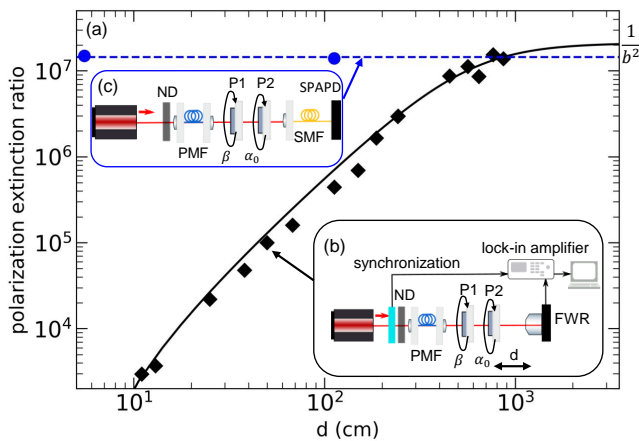 (a)
1
b²
10⁷
(c)
ND
P1
P2
SPAPD
PMF
β
α₀
SMF
10⁶
polarization extinction ratio
(b)
lock-in amplifier
synchronization
10⁵
ND
P1
P2
FWR
PMF
β
α₀
d
10⁴
10¹
10²
10³
d (cm)